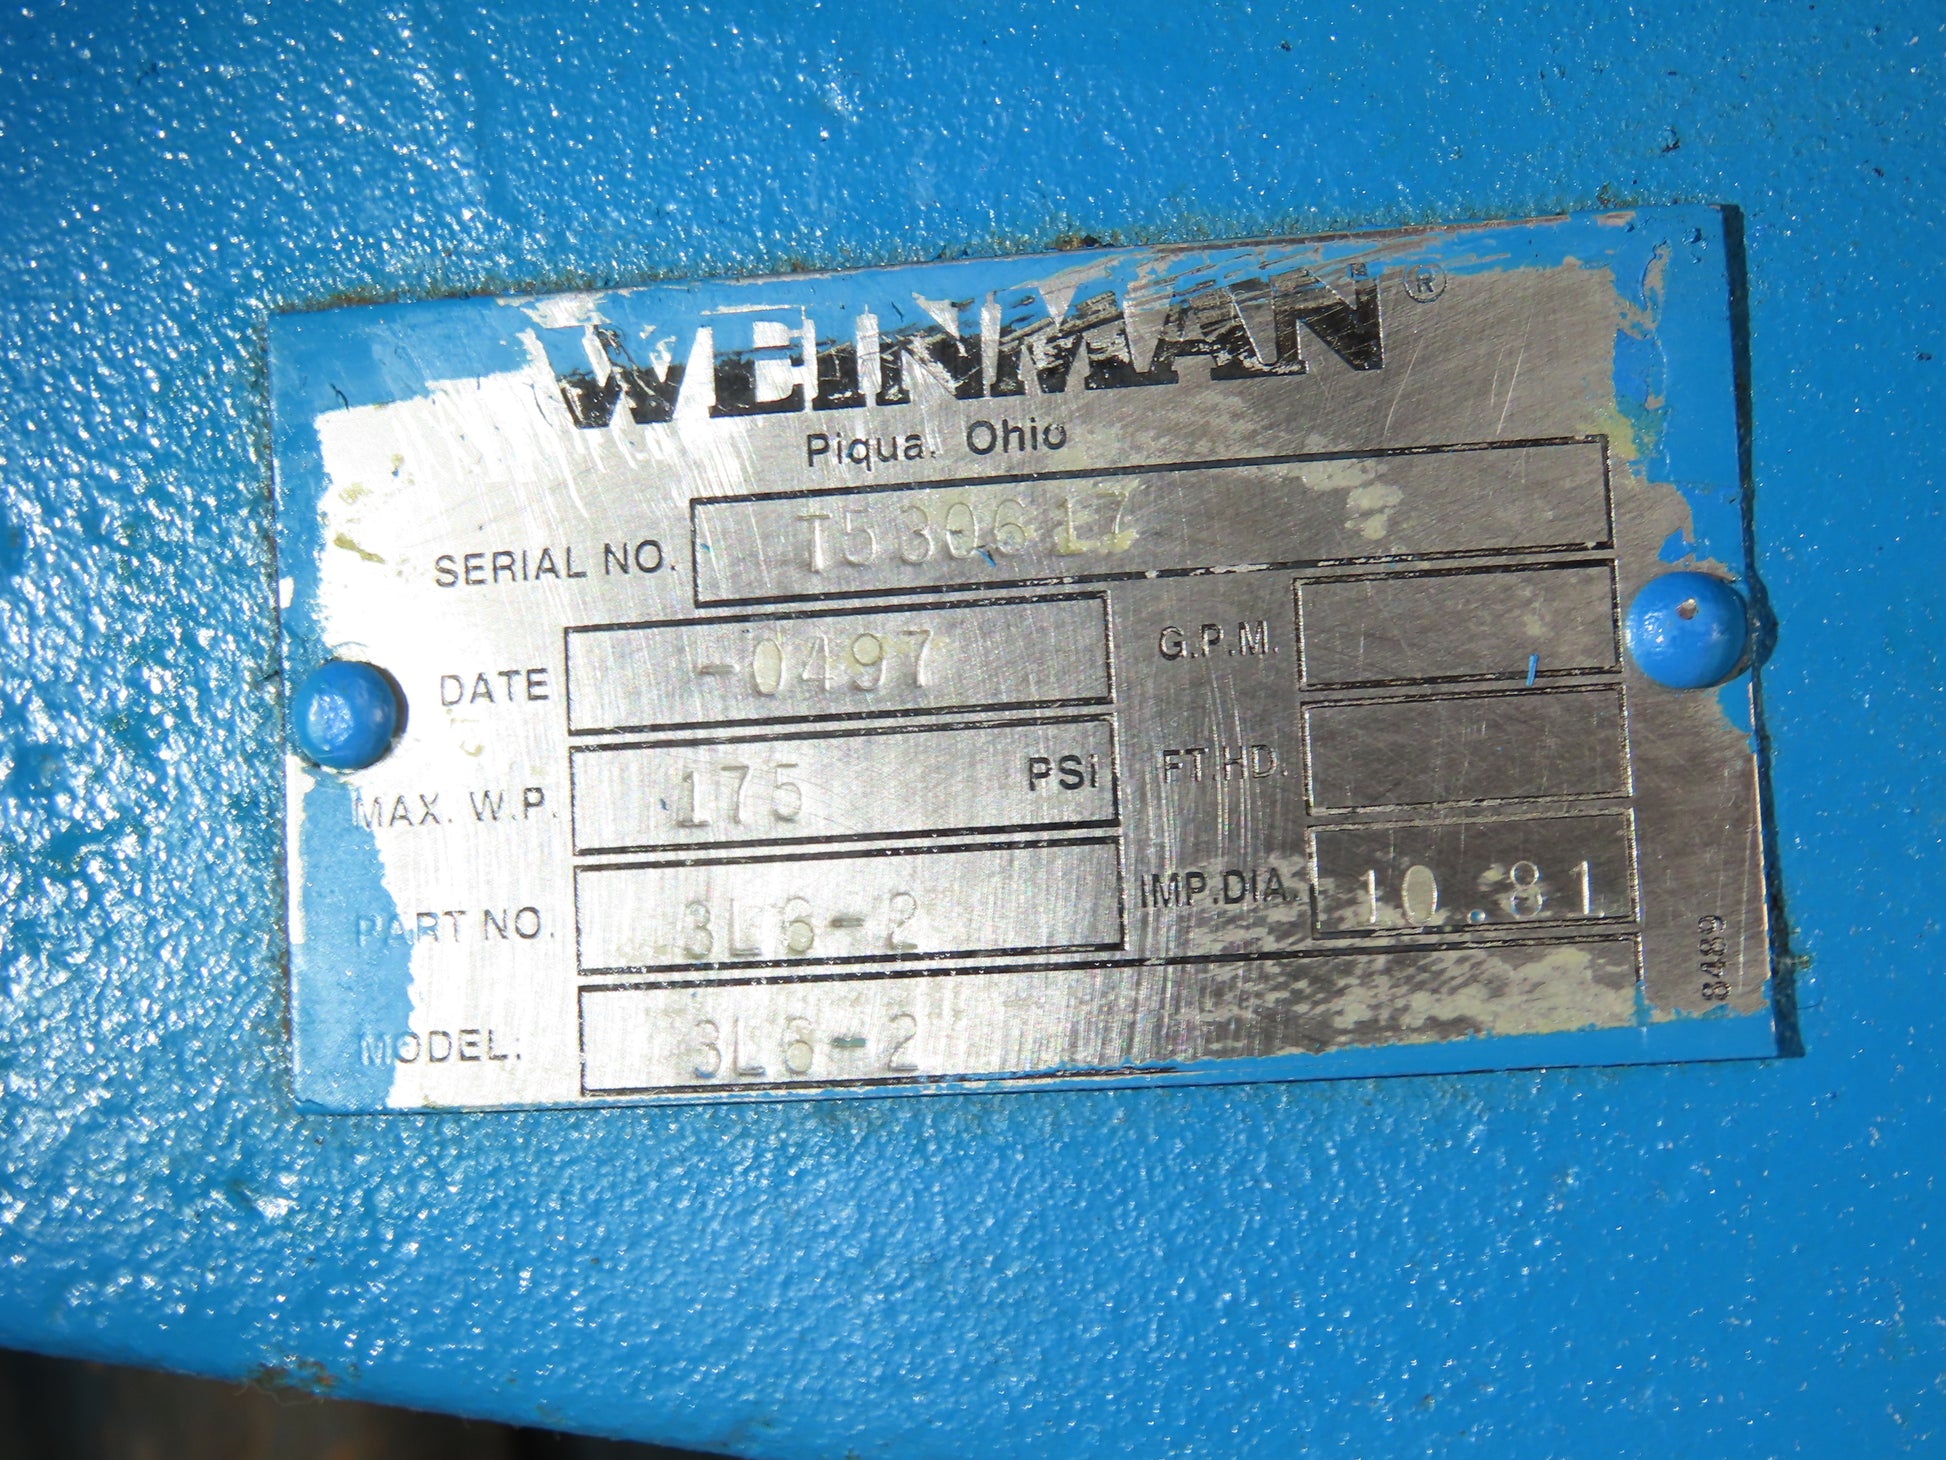 WEINMAN®
Piqua, Ohio
SERIAL NO. T530617
DATE -0497
G.P.M.
MAX. W.P. 175 PSI
FT.HD.
PART NO. 3L6-2
IMP.DIA. 10.81
MODEL: 3L6-2
8489